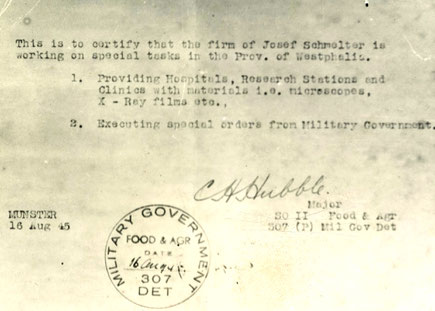 This is to certify that the firm of Josef Schmelter is
working on special tasks in the Prov. of Westphalia.
1. Providing Hospitals, Research Stations and
Clinics with materials i.e. microscopes,
X - Ray films etc.,
2. Executing special orders from Military Government.
C H Hubble.
Major
SO II Food & Agr
307 (P) Mil Gov Det
MUNSTER
16 Aug 45
MILITARY GOVERNMENT
FOOD & AGR
DATE
16 Aug 45
307
DET